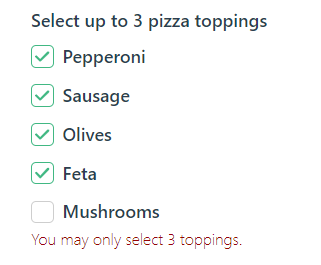 Select up to 3 pizza toppings
Pepperoni
Sausage
Olives
Feta
Mushrooms
You may only select 3 toppings.